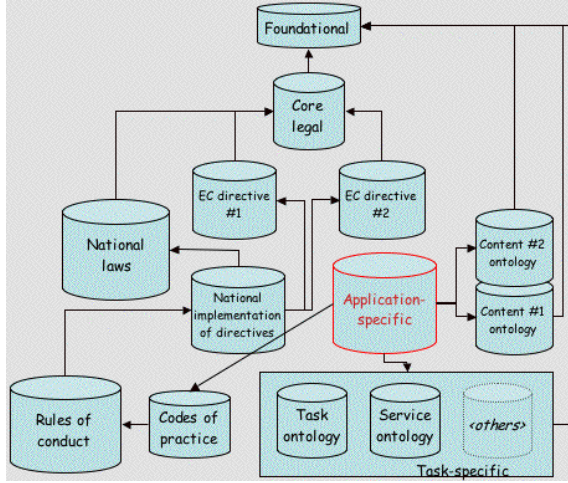 Foundational
Core
legal
EC directive
#1
EC directive
#2
National
laws
Content #2
ontology
National
implementation
of directives
Application-
specific
Content #1
ontology
Rules of
conduct
Codes of
practice
Task
ontology
Service
ontology
<others>
Task-specific